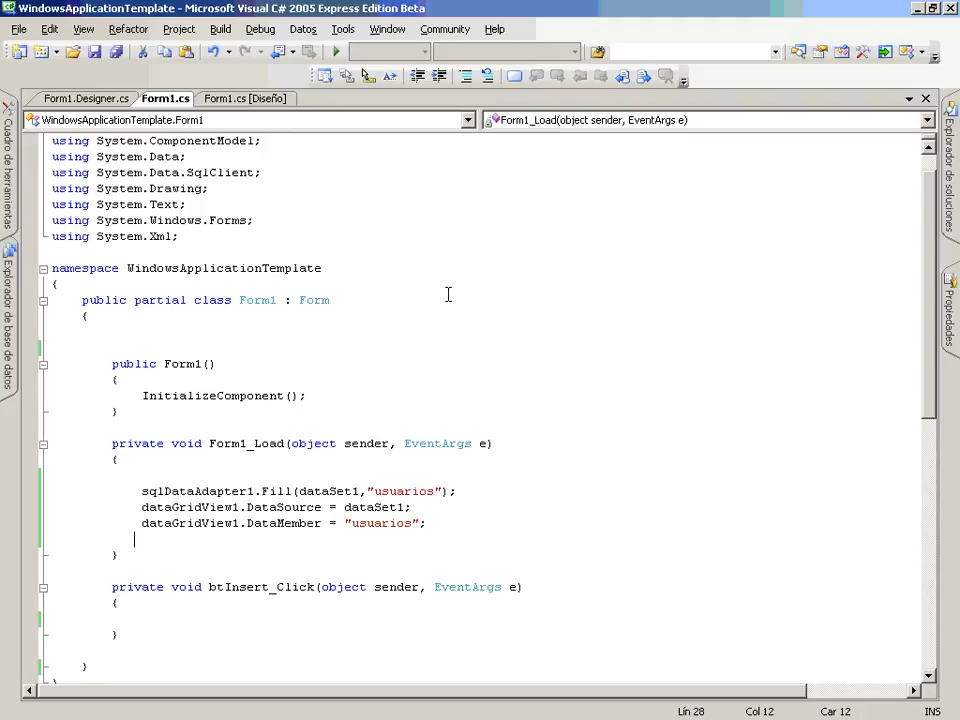 WindowsApplicationTemplate - Microsoft Visual C# 2005 Express Edition Beta
File Edit View Refactor Project Build Debug Datos Tools Window Community Help
Form1.Designer.cs Form1.cs Form1.cs [Diseño]
WindowsApplicationTemplate.Form1 Form1_Load(object sender, EventArgs e)
Cuadro de herramientas
Explorador de base de datos
using System.ComponentModel;
using System.Data;
using System.Data.SqlClient;
using System.Drawing;
using System.Text;
using System.Windows.Forms;
using System.Xml;
namespace WindowsApplicationTemplate
{
public partial class Form1 : Form
{
public Form1()
{
InitializeComponent();
}
private void Form1_Load(object sender, EventArgs e)
{
sqlDataAdapter1.Fill(dataSet1,"usuarios");
dataGridView1.DataSource = dataSet1;
dataGridView1.DataMember = "usuarios";
}
private void btInsert_Click(object sender, EventArgs e)
{
}
}
}
Explorador de soluciones
Propiedades
Lín 28 Col 12 Car 12 INS